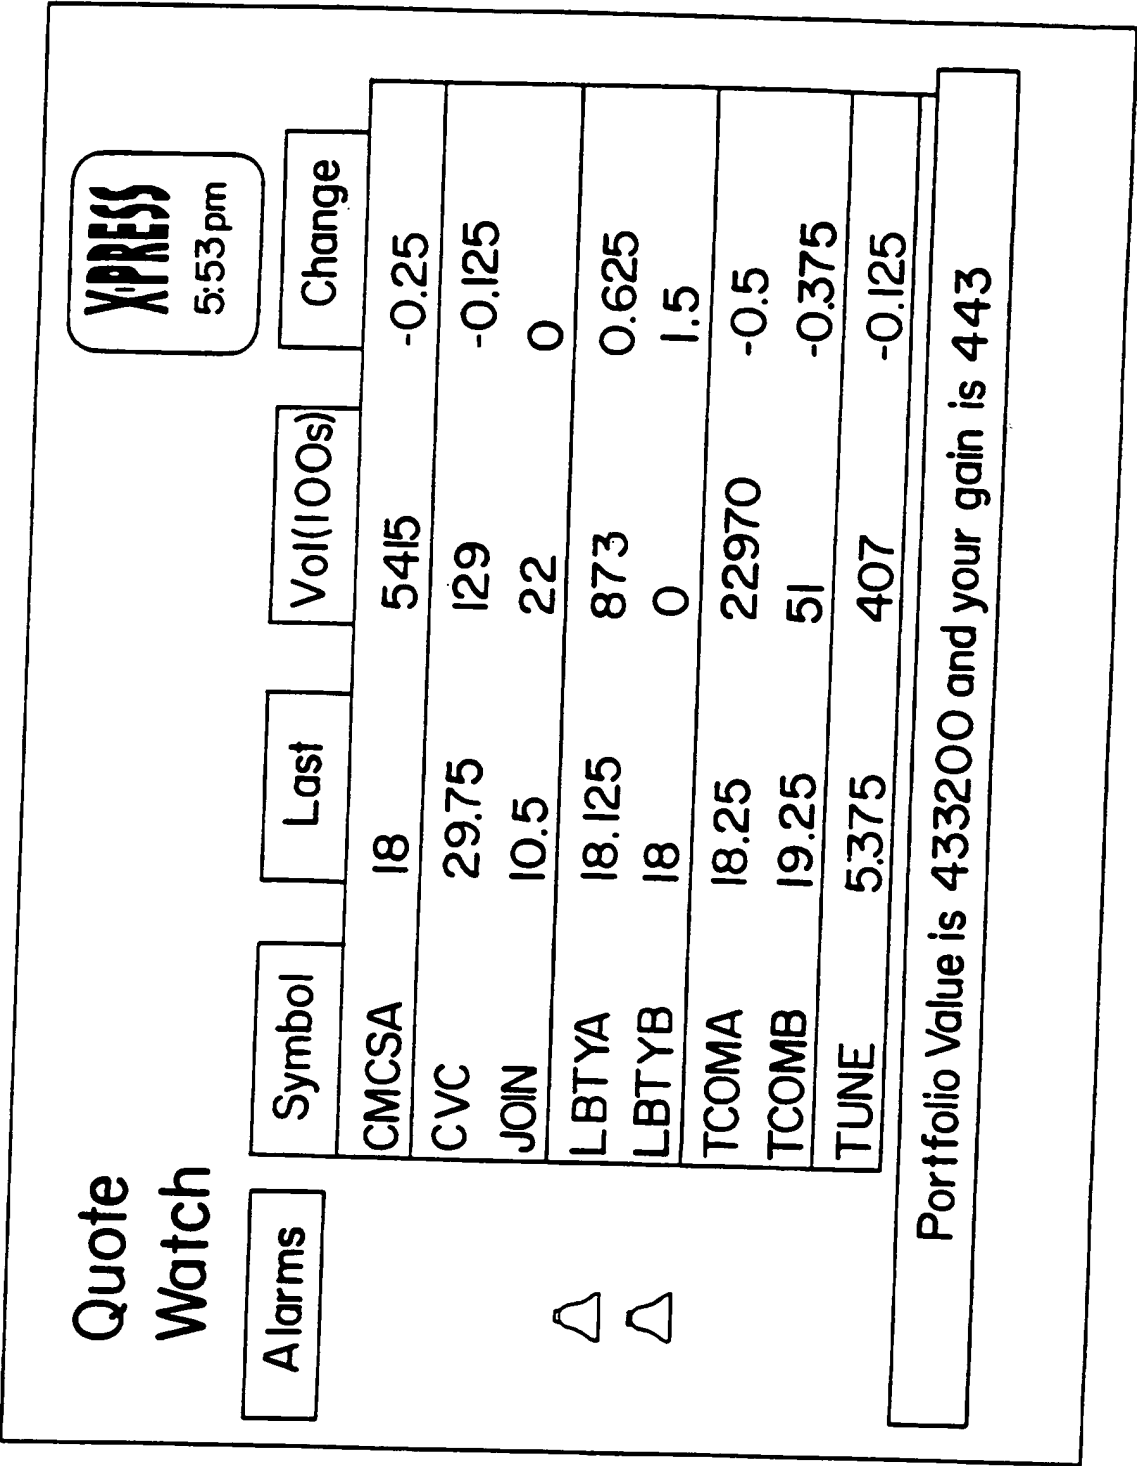 Quote
Watch
X*PRESS
5:53pm
Alarms Symbol Last Vol(100s) Change
CMCSA 18 5415 -0.25
CVC 29.75 129 -0.125
JOIN 10.5 22 0
LBTYA 18.125 873 0.625
LBTYB 18 0 1.5
TCOMA 18.25 22970 -0.5
TCOMB 19.25 51 -0.375
TUNE 5.375 407 -0.125
Portfolio Value is 433200 and your gain is 443